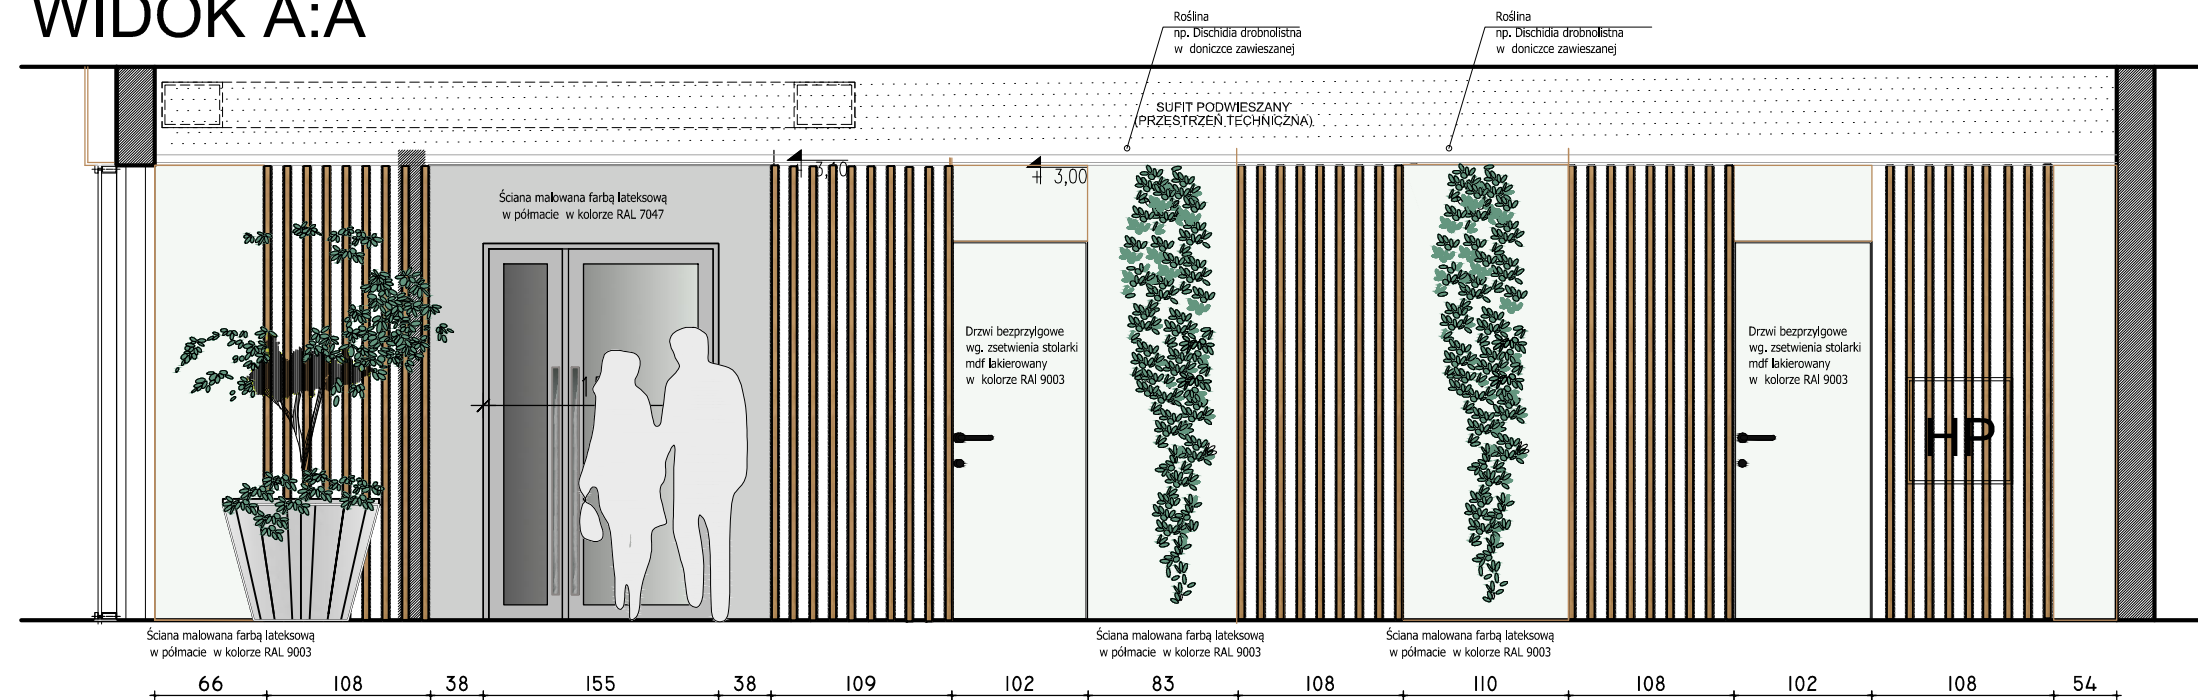 WIDOK A:A
Roślina
np. Dischidia drobnolistna
w doniczce zawieszanej
Roślina
np. Dischidia drobnolistna
w doniczce zawieszanej
SUFIT PODWIESZANY
(PRZESTRZEŃ TECHNICZNA)
3,00
Ściana malowana farbą lateksową
w półmacie w kolorze RAL 7047
Drzwi bezprzylgowe
wg. zsetwienia stolarki
mdf lakierowany
w kolorze RAl 9003
Drzwi bezprzylgowe
wg. zsetwienia stolarki
mdf lakierowany
w kolorze RAl 9003
HP
Ściana malowana farbą lateksową
w półmacie w kolorze RAL 9003
Ściana malowana farbą lateksową
w półmacie w kolorze RAL 9003
Ściana malowana farbą lateksową
w półmacie w kolorze RAL 9003
66 108 38 155 38 109 102 83 108 110 108 102 108 54